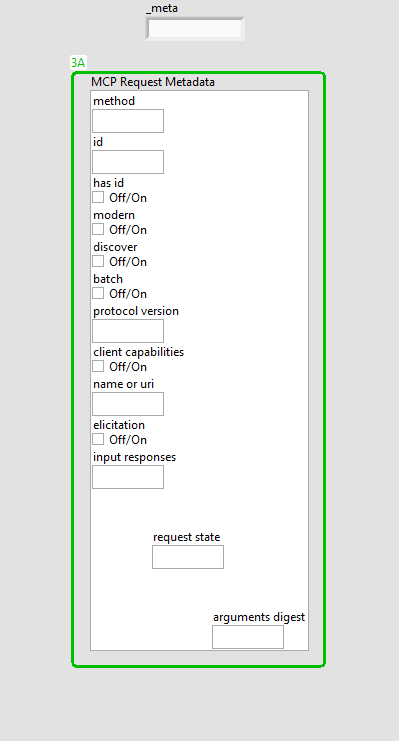 _meta
3A
MCP Request Metadata
method
id
has id
Off/On
modern
Off/On
discover
Off/On
batch
Off/On
protocol version
client capabilities
Off/On
name or uri
elicitation
Off/On
input responses
request state
arguments digest